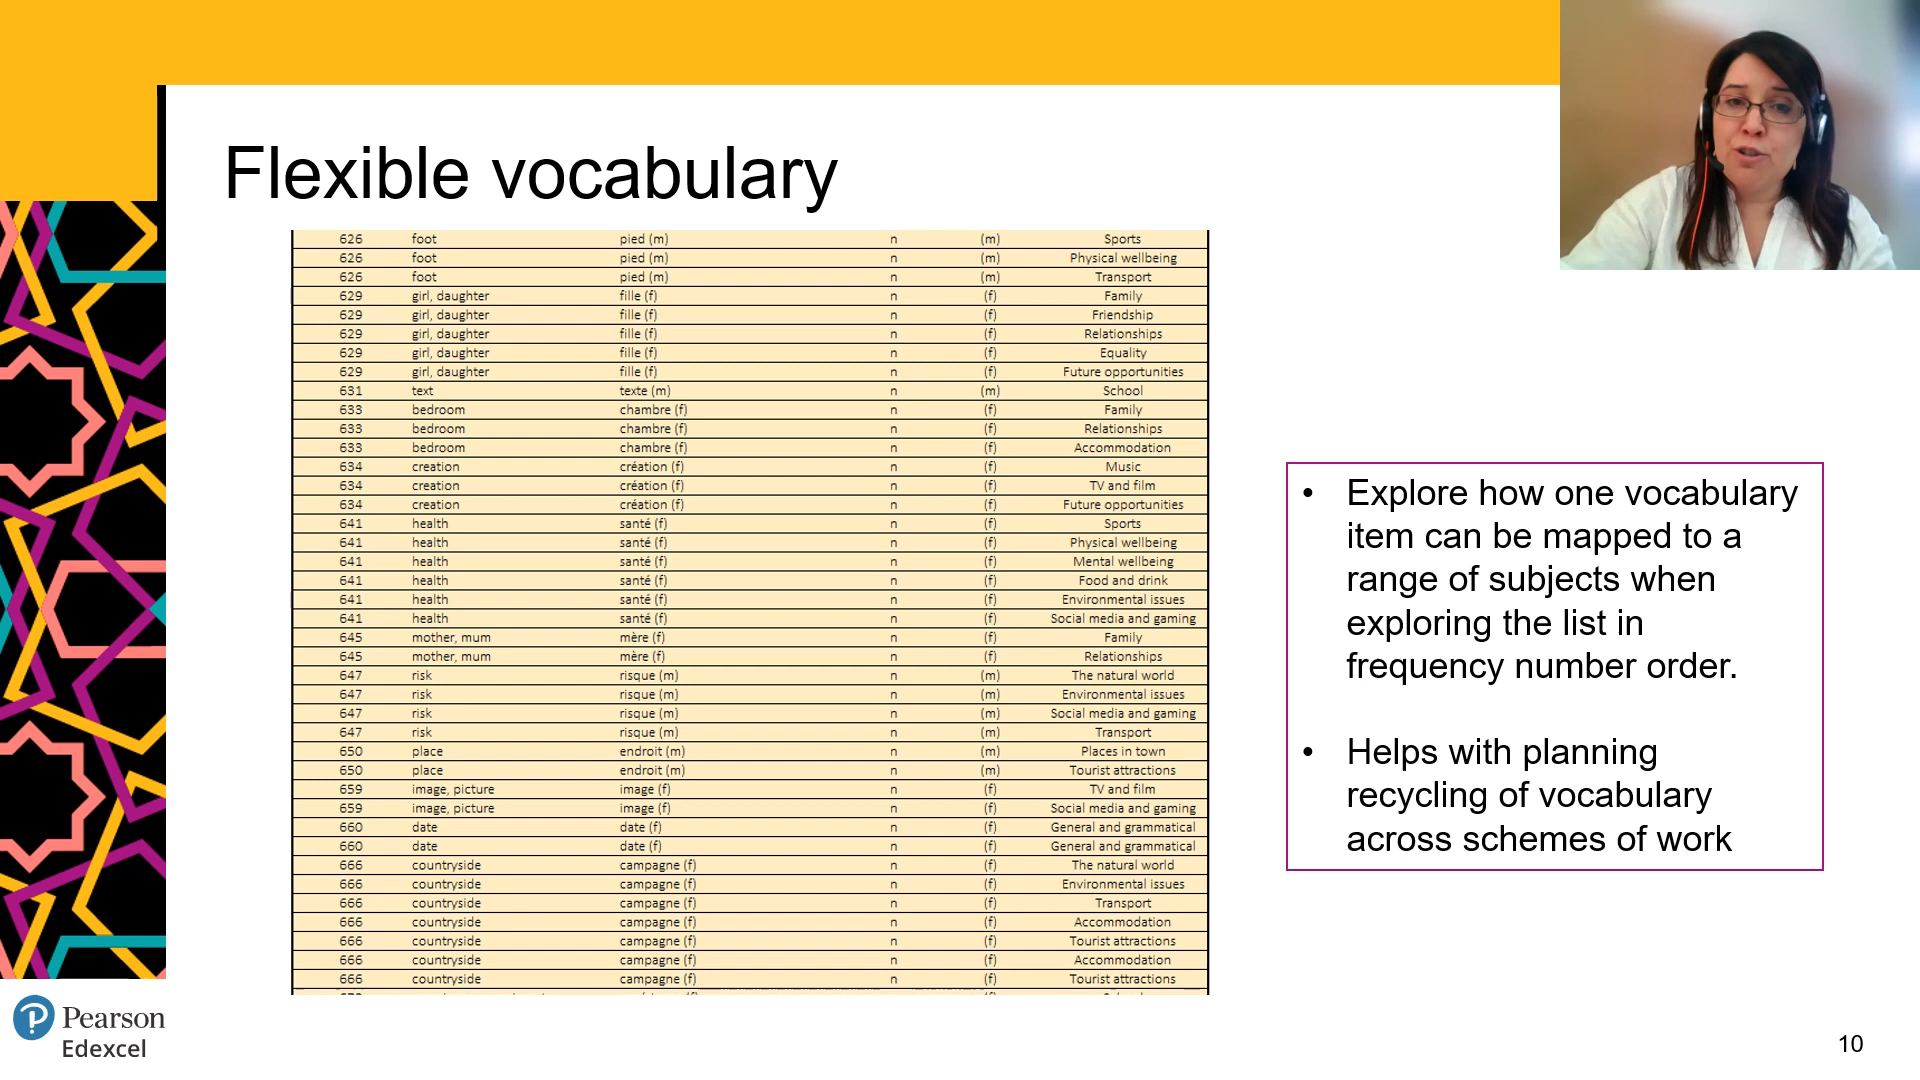 Flexible vocabulary
626 foot pied (m) n (m) Sports
626 foot pied (m) n (m) Physical wellbeing
626 foot pied (m) n (m) Transport
629 girl, daughter fille (f) n (f) Family
629 girl, daughter fille (f) n (f) Friendship
629 girl, daughter fille (f) n (f) Relationships
629 girl, daughter fille (f) n (f) Equality
629 girl, daughter fille (f) n (f) Future opportunities
631 text texte (m) n (m) School
633 bedroom chambre (f) n (f) Family
633 bedroom chambre (f) n (f) Relationships
633 bedroom chambre (f) n (f) Accommodation
634 creation création (f) n (f) Music
634 creation création (f) n (f) TV and film
634 creation création (f) n (f) Future opportunities
641 health santé (f) n (f) Sports
641 health santé (f) n (f) Physical wellbeing
641 health santé (f) n (f) Mental wellbeing
641 health santé (f) n (f) Food and drink
641 health santé (f) n (f) Environmental issues
641 health santé (f) n (f) Social media and gaming
645 mother, mum mère (f) n (f) Family
645 mother, mum mère (f) n (f) Relationships
647 risk risque (m) n (m) The natural world
647 risk risque (m) n (m) Environmental issues
647 risk risque (m) n (m) Social media and gaming
647 risk risque (m) n (m) Transport
650 place endroit (m) n (m) Places in town
650 place endroit (m) n (m) Tourist attractions
659 image, picture image (f) n (f) TV and film
659 image, picture image (f) n (f) Social media and gaming
660 date date (f) n (f) General and grammatical
660 date date (f) n (f) General and grammatical
666 countryside campagne (f) n (f) The natural world
666 countryside campagne (f) n (f) Environmental issues
666 countryside campagne (f) n (f) Transport
666 countryside campagne (f) n (f) Accommodation
666 countryside campagne (f) n (f) Tourist attractions
666 countryside campagne (f) n (f) Accommodation
666 countryside campagne (f) n (f) Tourist attractions
• Explore how one vocabulary
item can be mapped to a
range of subjects when
exploring the list in
frequency number order.
• Helps with planning
recycling of vocabulary
across schemes of work
Pearson
Edexcel
10